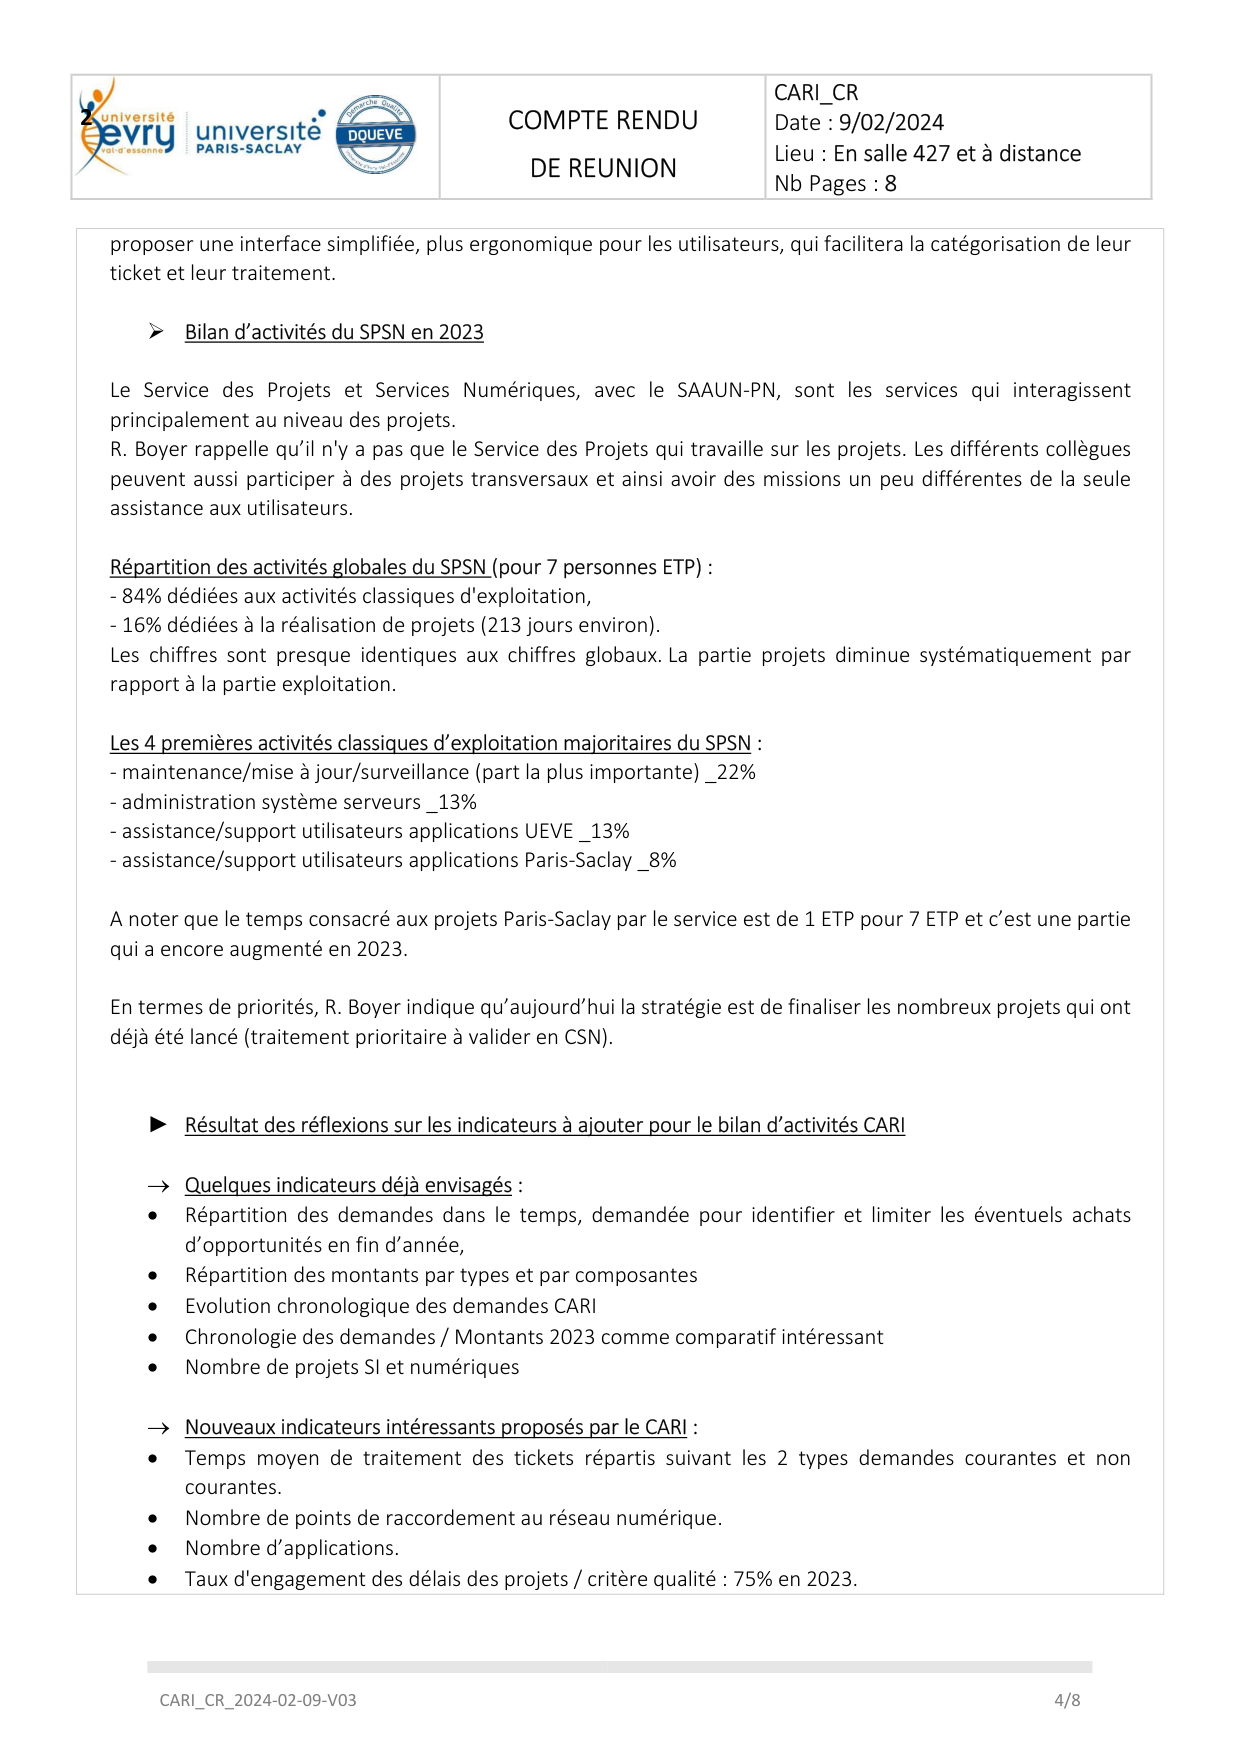 2
université
evry
val-d'essonne
université
PARIS-SACLAY
Démarche Qualité
DQUEVE
COMPTE RENDU
DE REUNION
CARI_CR
Date : 9/02/2024
Lieu : En salle 427 et à distance
Nb Pages : 8
proposer une interface simplifiée, plus ergonomique pour les utilisateurs, qui facilitera la catégorisation de leur
ticket et leur traitement.
➢ Bilan d’activités du SPSN en 2023
Le Service des Projets et Services Numériques, avec le SAAUN-PN, sont les services qui interagissent
principalement au niveau des projets.
R. Boyer rappelle qu’il n'y a pas que le Service des Projets qui travaille sur les projets. Les différents collègues
peuvent aussi participer à des projets transversaux et ainsi avoir des missions un peu différentes de la seule
assistance aux utilisateurs.
Répartition des activités globales du SPSN (pour 7 personnes ETP) :
- 84% dédiées aux activités classiques d'exploitation,
- 16% dédiées à la réalisation de projets (213 jours environ).
Les chiffres sont presque identiques aux chiffres globaux. La partie projets diminue systématiquement par
rapport à la partie exploitation.
Les 4 premières activités classiques d’exploitation majoritaires du SPSN :
- maintenance/mise à jour/surveillance (part la plus importante) _22%
- administration système serveurs _13%
- assistance/support utilisateurs applications UEVE _13%
- assistance/support utilisateurs applications Paris-Saclay _8%
A noter que le temps consacré aux projets Paris-Saclay par le service est de 1 ETP pour 7 ETP et c’est une partie
qui a encore augmenté en 2023.
En termes de priorités, R. Boyer indique qu’aujourd’hui la stratégie est de finaliser les nombreux projets qui ont
déjà été lancé (traitement prioritaire à valider en CSN).
► Résultat des réflexions sur les indicateurs à ajouter pour le bilan d’activités CARI
→ Quelques indicateurs déjà envisagés :
• Répartition des demandes dans le temps, demandée pour identifier et limiter les éventuels achats
d’opportunités en fin d’année,
• Répartition des montants par types et par composantes
• Evolution chronologique des demandes CARI
• Chronologie des demandes / Montants 2023 comme comparatif intéressant
• Nombre de projets SI et numériques
→ Nouveaux indicateurs intéressants proposés par le CARI :
• Temps moyen de traitement des tickets répartis suivant les 2 types demandes courantes et non
courantes.
• Nombre de points de raccordement au réseau numérique.
• Nombre d’applications.
• Taux d'engagement des délais des projets / critère qualité : 75% en 2023.
CARI_CR_2024-02-09-V03
4/8